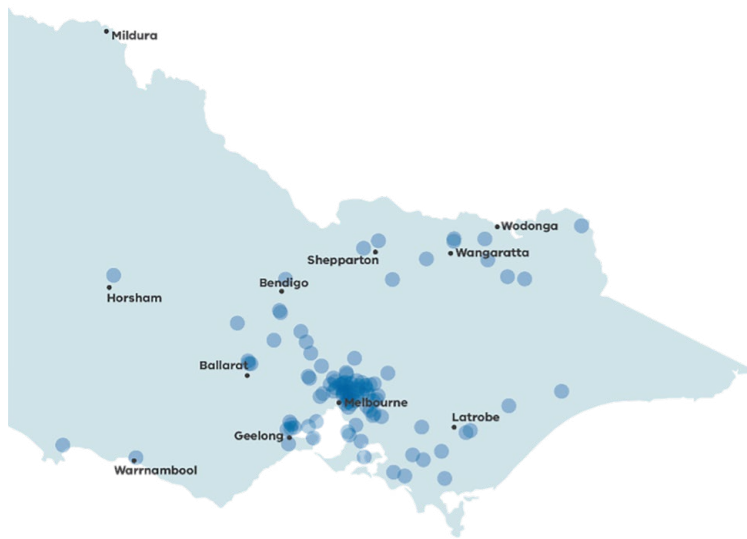 Mildura
Wodonga
Wangaratta
Shepparton
Bendigo
Horsham
Ballarat
Melbourne
Latrobe
Geelong
Warrnambool